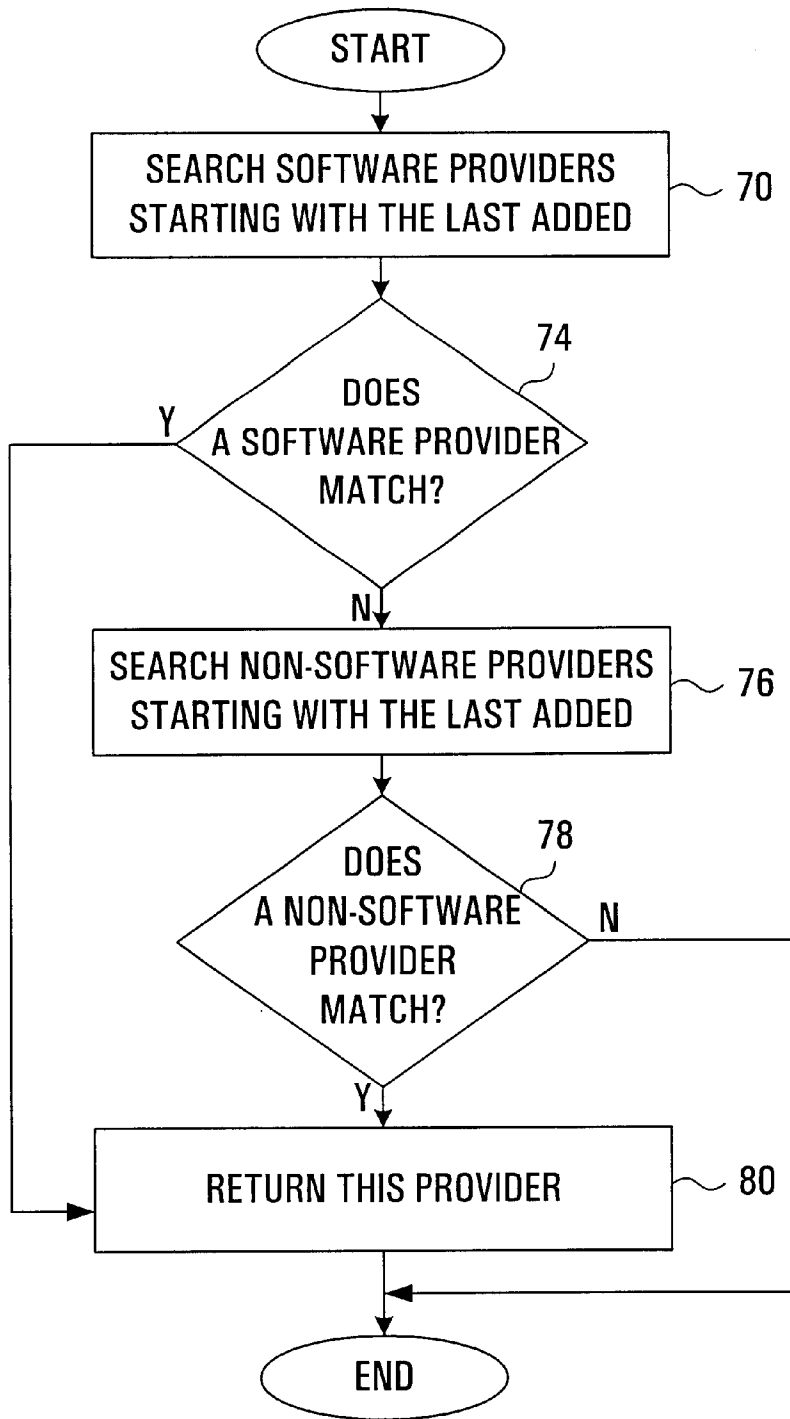 START
SEARCH SOFTWARE PROVIDERS
STARTING WITH THE LAST ADDED
70
74
DOES
A SOFTWARE PROVIDER
MATCH?
Y
N
SEARCH NON-SOFTWARE PROVIDERS
STARTING WITH THE LAST ADDED
76
78
DOES
A NON-SOFTWARE
PROVIDER
MATCH?
N
Y
RETURN THIS PROVIDER
80
END